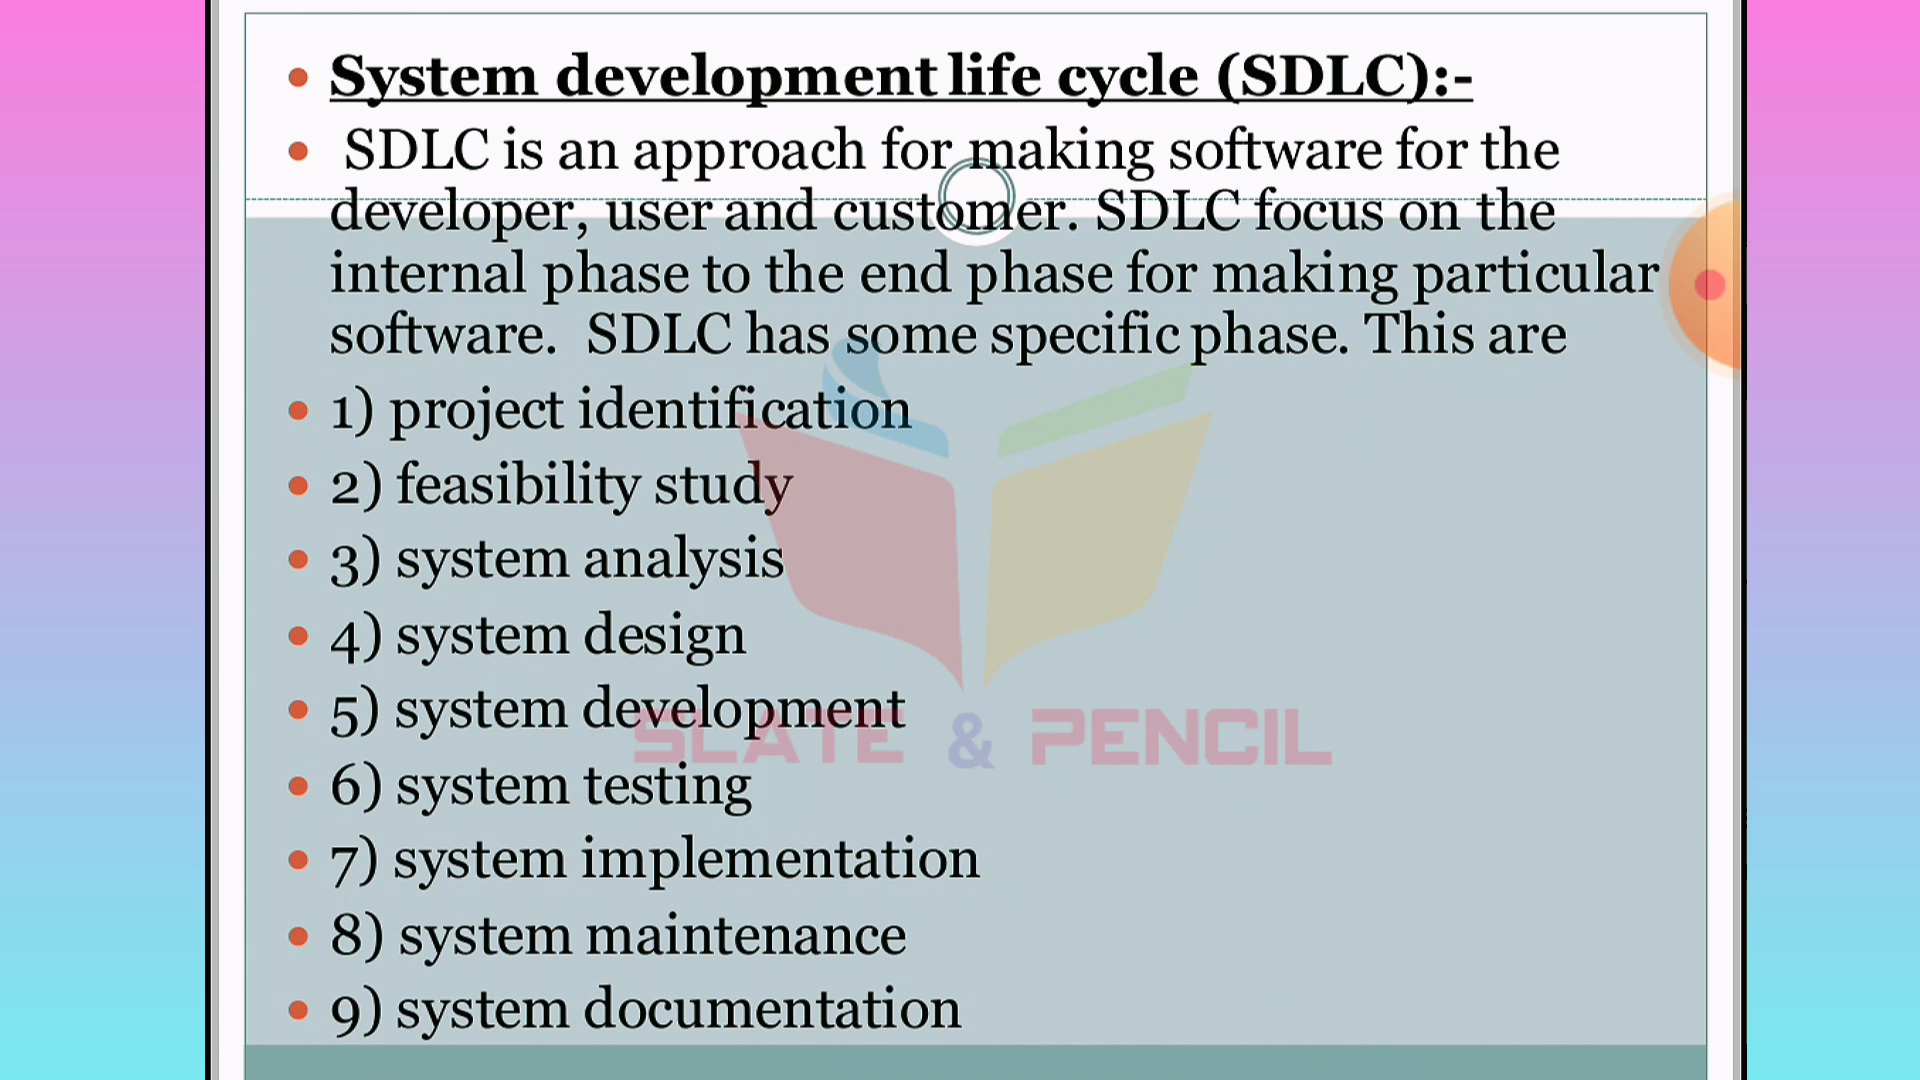 System development life cycle (SDLC):-
SDLC is an approach for making software for the
developer, user and customer. SDLC focus on the
internal phase to the end phase for making particular
software. SDLC has some specific phase. This are
1) project identification
2) feasibility study
3) system analysis
4) system design
5) system development
SLATE & PENCIL
6) system testing
7) system implementation
8) system maintenance
9) system documentation